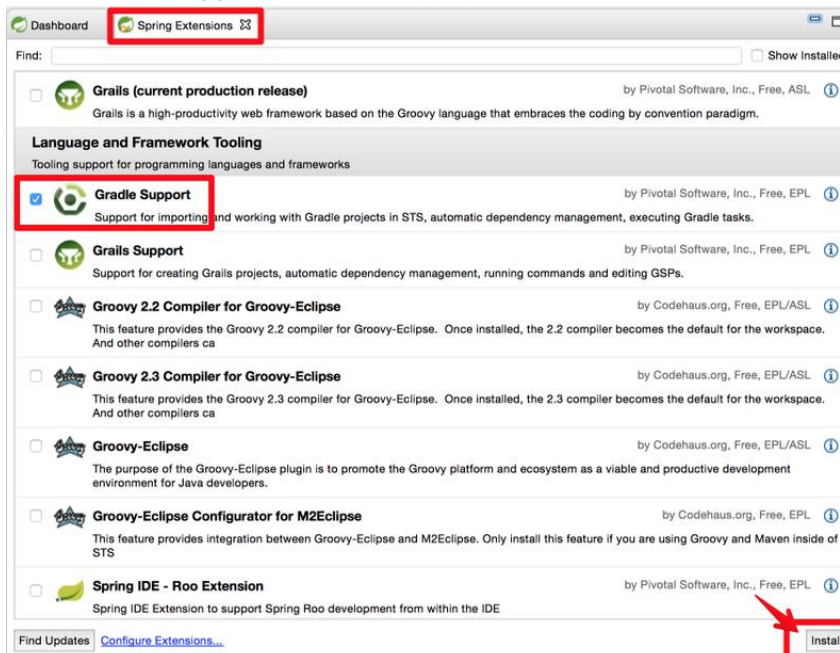 Dashboard
Spring Extensions
Find:
Show Installed
Grails (current production release)
by Pivotal Software, Inc., Free, ASL
Grails is a high-productivity web framework based on the Groovy language that embraces the coding by convention paradigm.
Language and Framework Tooling
Tooling support for programming languages and frameworks
Gradle Support
by Pivotal Software, Inc., Free, EPL
Support for importing and working with Gradle projects in STS, automatic dependency management, executing Gradle tasks.
Grails Support
by Pivotal Software, Inc., Free, EPL
Support for creating Grails projects, automatic dependency management, running commands and editing GSPs.
Groovy 2.2 Compiler for Groovy-Eclipse
by Codehaus.org, Free, EPL/ASL
This feature provides the Groovy 2.2 compiler for Groovy-Eclipse. Once installed, the 2.2 compiler becomes the default for the workspace.
And other compilers ca
Groovy 2.3 Compiler for Groovy-Eclipse
by Codehaus.org, Free, EPL/ASL
This feature provides the Groovy 2.3 compiler for Groovy-Eclipse. Once installed, the 2.3 compiler becomes the default for the workspace.
And other compilers ca
Groovy-Eclipse
by Codehaus.org, Free, EPL/ASL
The purpose of the Groovy-Eclipse plugin is to promote the Groovy platform and ecosystem as a viable and productive development
environment for Java developers.
Groovy-Eclipse Configurator for M2Eclipse
by Codehaus.org, Free, EPL
This feature provides integration between Groovy-Eclipse and M2Eclipse. Only install this feature if you are using Groovy and Maven inside of
STS
Spring IDE - Roo Extension
by Pivotal Software, Inc., Free, EPL
Spring IDE Extension to support Spring Roo development from within the IDE
Find Updates
Configure Extensions...
Instal